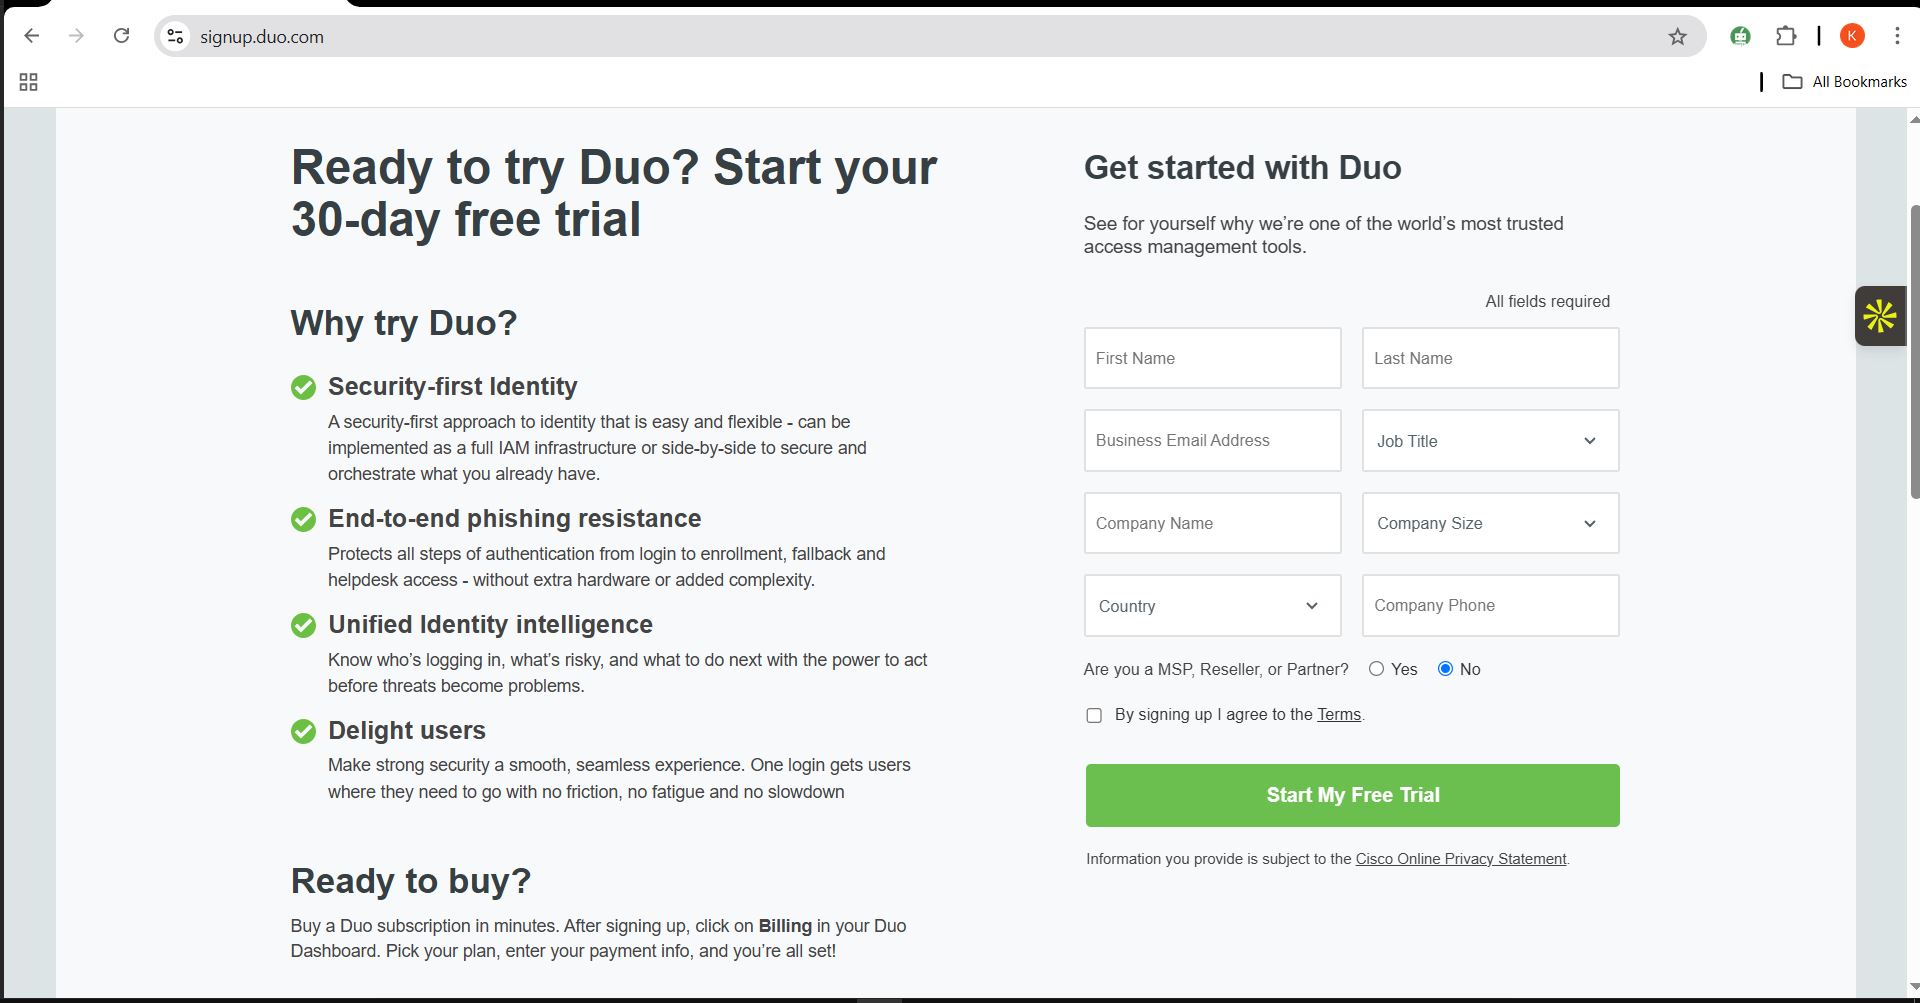 signup.duo.com
K
All Bookmarks
Ready to try Duo? Start your
30-day free trial
Why try Duo?
Security-first Identity
A security-first approach to identity that is easy and flexible - can be
implemented as a full IAM infrastructure or side-by-side to secure and
orchestrate what you already have.
End-to-end phishing resistance
Protects all steps of authentication from login to enrollment, fallback and
helpdesk access - without extra hardware or added complexity.
Unified Identity intelligence
Know who’s logging in, what’s risky, and what to do next with the power to act
before threats become problems.
Delight users
Make strong security a smooth, seamless experience. One login gets users
where they need to go with no friction, no fatigue and no slowdown
Ready to buy?
Buy a Duo subscription in minutes. After signing up, click on Billing in your Duo
Dashboard. Pick your plan, enter your payment info, and you’re all set!
Get started with Duo
See for yourself why we’re one of the world’s most trusted
access management tools.
All fields required
First Name
Last Name
Business Email Address
Job Title
Company Name
Company Size
Country
Company Phone
Are you a MSP, Reseller, or Partner? Yes No
By signing up I agree to the Terms.
Start My Free Trial
Information you provide is subject to the Cisco Online Privacy Statement.